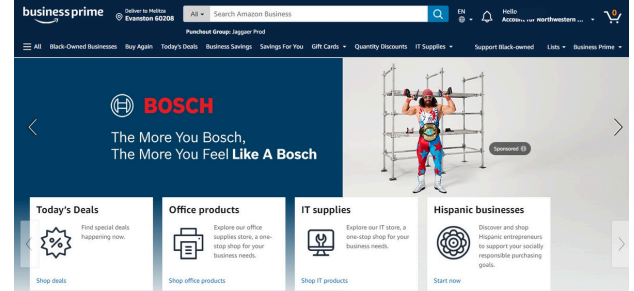 business prime
Deliver to Melitza
Evanston 60208
All
Search Amazon Business
EN
Hello
Account for Northwestern ...
0
Punchout Group: Jaggaer Prod
All
Black-Owned Businesses
Buy Again
Today's Deals
Business Savings
Savings For You
Gift Cards
Quantity Discounts
IT Supplies
Support Black-owned
Lists
Business Prime
BOSCH
The More You Bosch,
The More You Feel Like A Bosch
Sponsored
Today's Deals
Find special deals
happening now.
Shop deals
Office products
Explore our office
supplies store, a one-
stop shop for your
business needs.
Shop office products
IT supplies
Explore our IT store, a
one-stop shop for your
business needs.
Shop IT products
Hispanic businesses
Discover and shop
Hispanic entrepreneurs
to support your socially
responsible purchasing
goals.
Start now